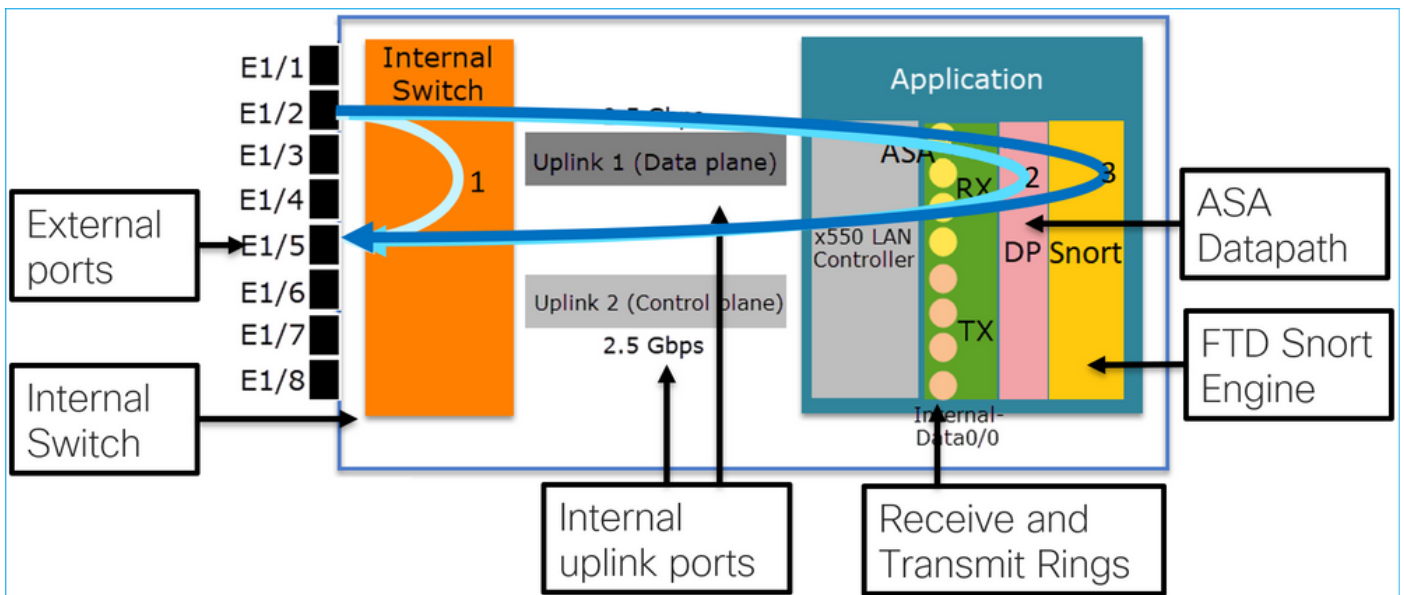 E1/1
E1/2
E1/3
E1/4
E1/5
E1/6
E1/7
E1/8
External
ports
Internal
Switch
Internal
Switch
1
Gbps
Uplink 1 (Data plane)
Uplink 2 (Control plane)
2.5 Gbps
Internal
uplink ports
Application
ASA
RX
2
3
x550 LAN
Controller
DP
Snort
TX
Internal-
Data0/0
ASA
Datapath
FTD Snort
Engine
Receive and
Transmit Rings